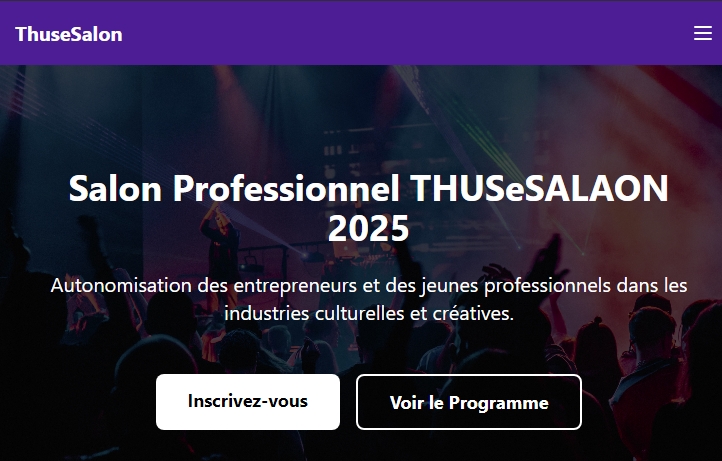 ThuseSalon
Salon Professionnel THUSeSALAON
2025
Autonomisation des entrepreneurs et des jeunes professionnels dans les
industries culturelles et créatives.
Inscrivez-vous
Voir le Programme